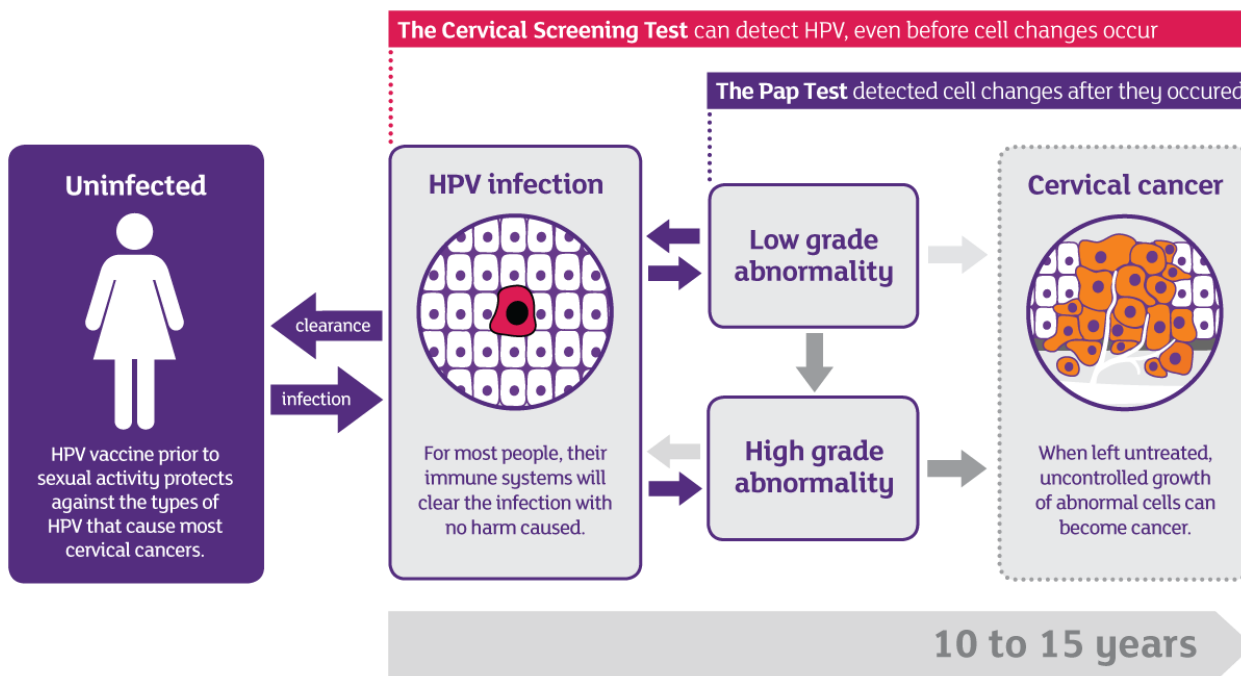 The Cervical Screening Test can detect HPV, even before cell changes occur
The Pap Test detected cell changes after they occured
Uninfected
HPV vaccine prior to
sexual activity protects
against the types of
HPV that cause most
cervical cancers.
clearance
infection
HPV infection
For most people, their
immune systems will
clear the infection with
no harm caused.
Low grade
abnormality
High grade
abnormality
Cervical cancer
When left untreated,
uncontrolled growth
of abnormal cells can
become cancer.
10 to 15 years